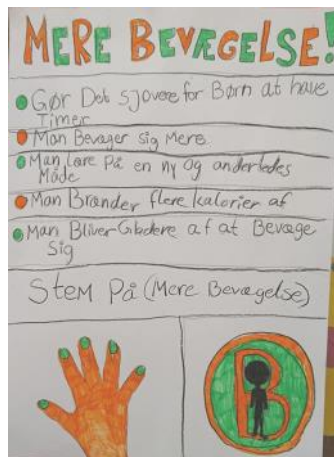 MERE BEVÆGELSE!
Gør Det sjovere for Børn at have
Timer
Man Bevæger sig Mere
Man lære På en ny og anderledes
Måde
Man Brænder flere kalorier af
Man Bliver Gladere af at Bevæge
Sig
Stem På (Mere Bevægelse)
B